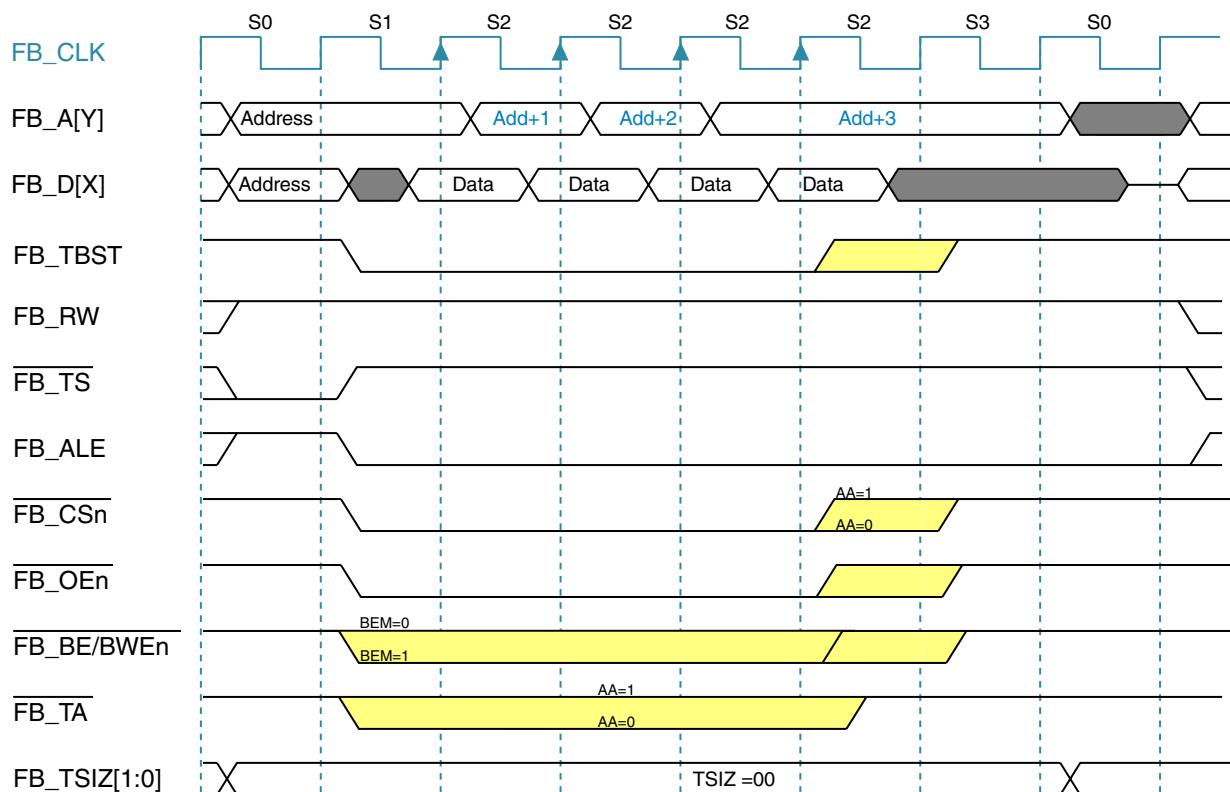 S0 S1 S2 S2 S2 S2 S3 S0
FB_CLK
FB_A[Y] Address Add+1 Add+2 Add+3
FB_D[X] Address Data Data Data Data
FB_TBST
FB_RW
FB_TS
FB_ALE
AA=1
FB_CSn
AA=0
FB_OEn
BEM=0
FB_BE/BWEn
BEM=1
AA=1
FB_TA
AA=0
FB_TSIZ[1:0] TSIZ =00